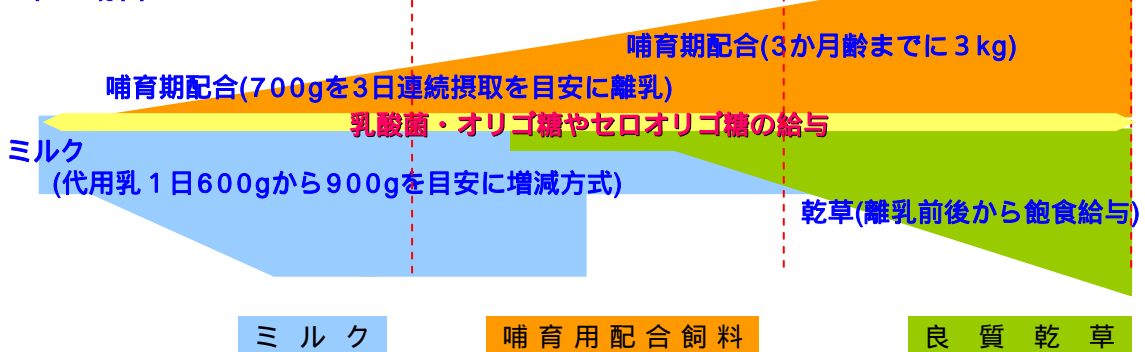 哺育期配合(3か月齢までに3kg)
哺育期配合(700gを3日連続摂取を目安に離乳)
乳酸菌・オリゴ糖やセロオリゴ糖の給与
ミルク
(代用乳1日600gから900gを目安に増減方式)
乾草(離乳前後から飽食給与)
ミルク
哺育用配合飼料
良質乾草